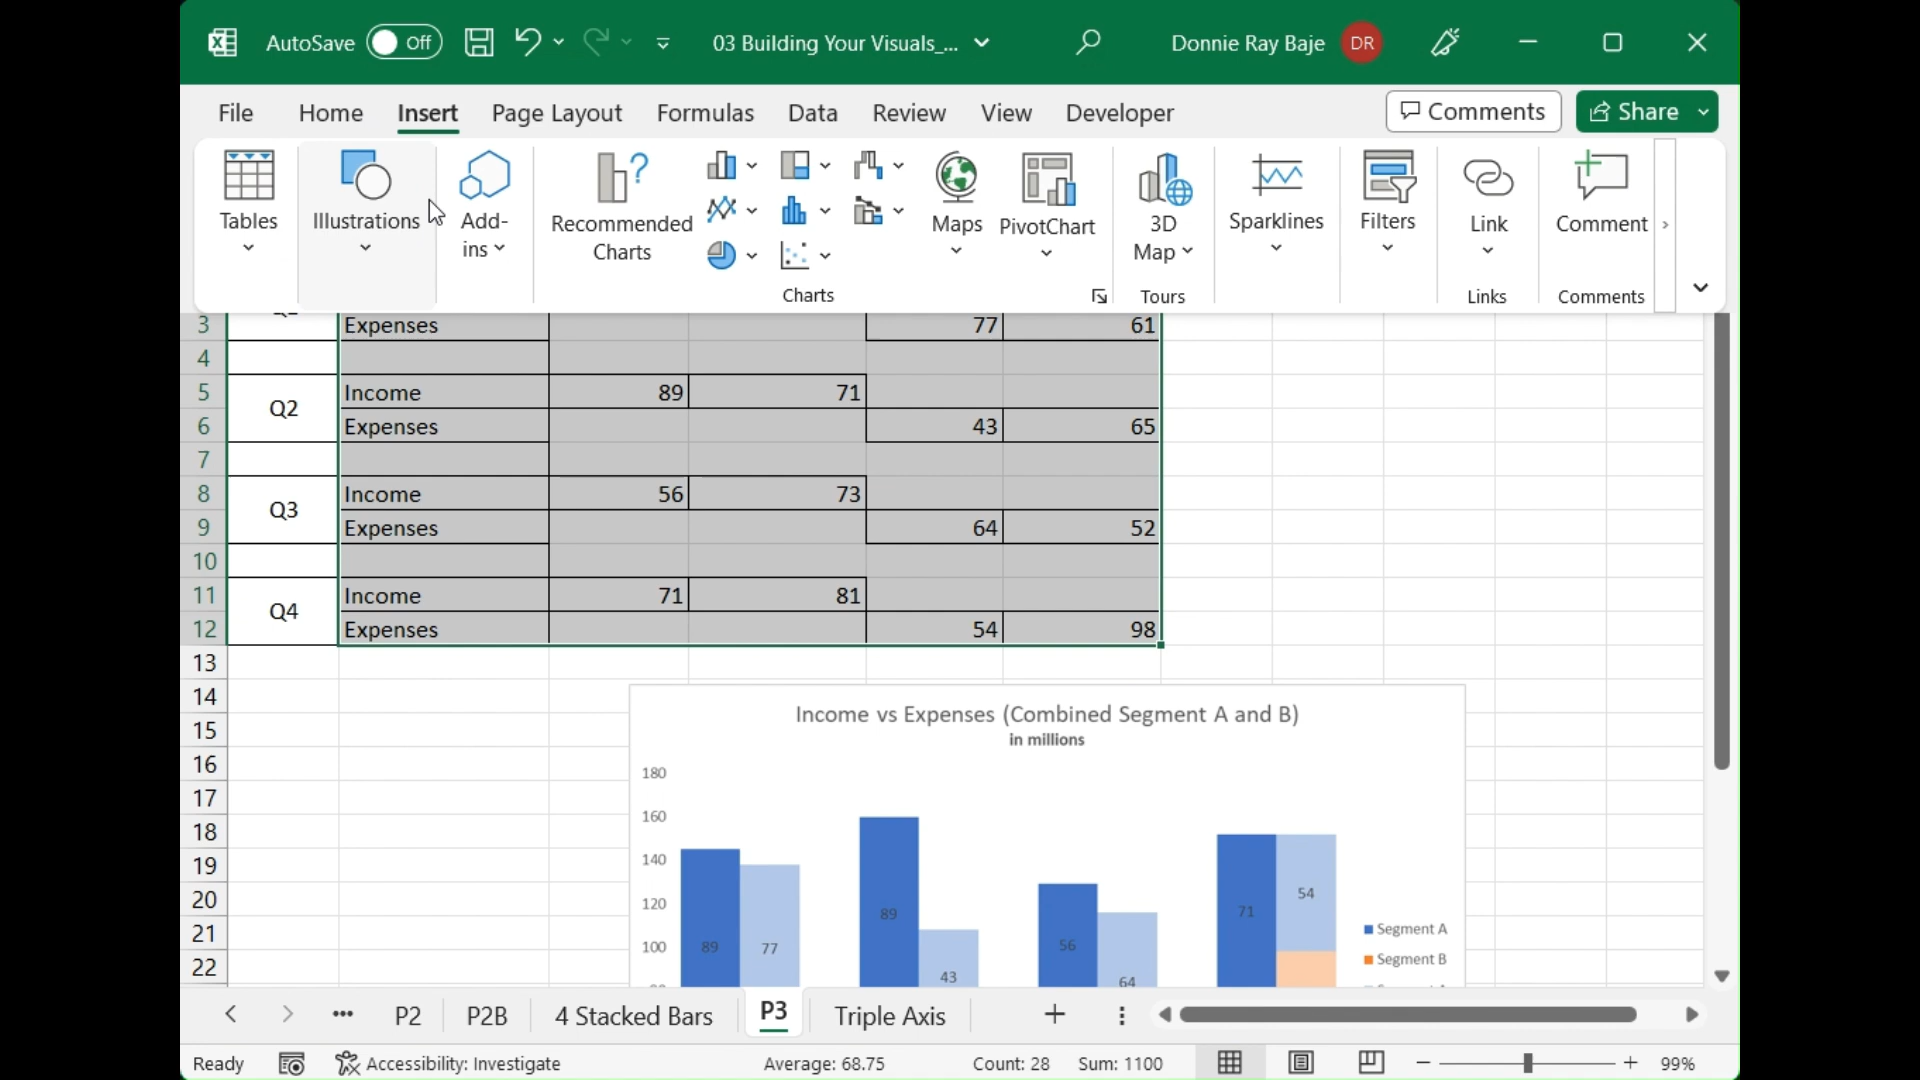 AutoSave Off 03 Building Your Visuals_... Donnie Ray Baje DR
File Home Insert Page Layout Formulas Data Review View Developer Comments Share
Tables
Illustrations
Add-
ins
Recommended
Charts
Maps
PivotChart
3D
Map
Sparklines
Filters
Link
Comment
Charts Tours Links Comments
3 Expenses 77 61
4
5 Income 89 71
Q2
6 Expenses 43 65
7
8 Income 56 73
Q3
9 Expenses 64 52
10
11 Income 71 81
Q4
12 Expenses 54 98
13
14
15
16
17
18
19
20
21
22
Income vs Expenses (Combined Segment A and B)
in millions
180
160
140
120
100
89
77
89
43
56
64
71
54
Segment A
Segment B
P2 P2B 4 Stacked Bars P3 Triple Axis
Ready Accessibility: Investigate Average: 68.75 Count: 28 Sum: 1100 99%